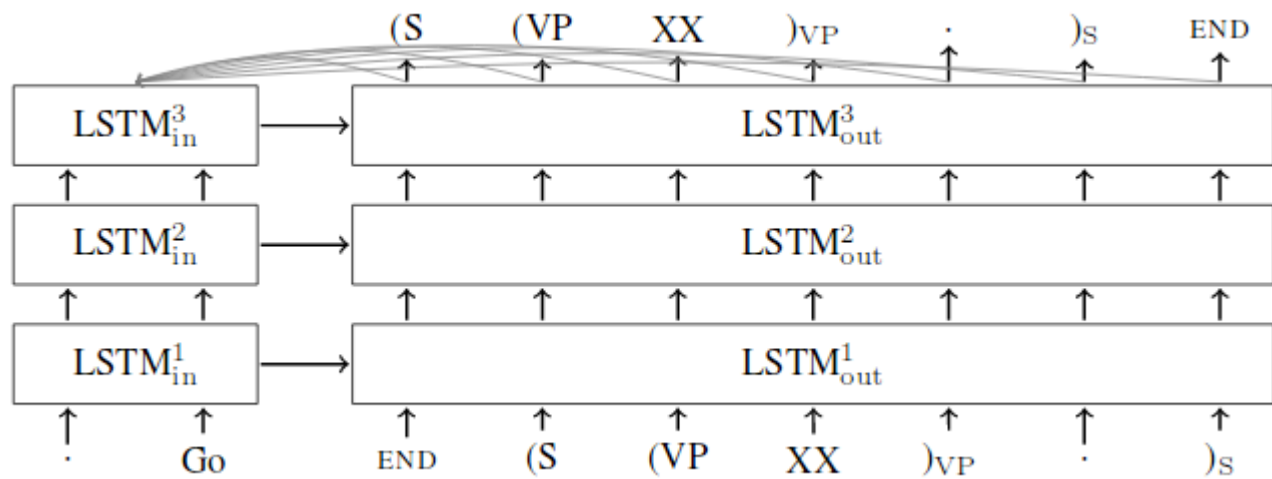 (S (VP XX )VP . )S END
LSTM³in LSTM³out
LSTM²in LSTM²out
LSTM¹in LSTM¹out
. Go END (S (VP XX )VP . )S